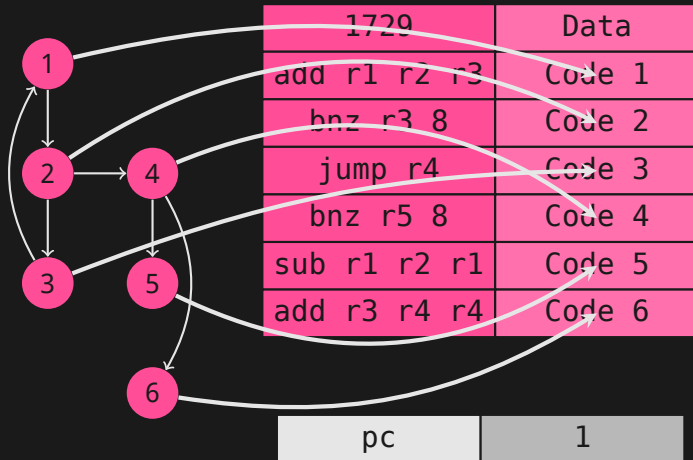 1729 Data
1
add r1 r2 r3 Code 1
bnz r3 8 Code 2
2 4
jump r4 Code 3
bnz r5 8 Code 4
sub r1 r2 r1 Code 5
3 5
add r3 r4 r4 Code 6
6
pc 1